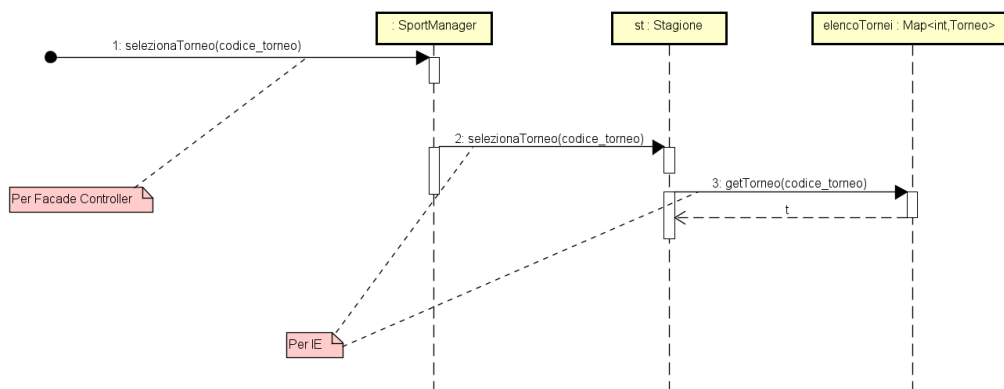 : SportManager
st : Stagione
elencoTornei : Map<int,Torneo>
1: selezionaTorneo(codice_torneo)
2: selezionaTorneo(codice_torneo)
3: getTorneo(codice_torneo)
Per Facade Controller
t
Per IE